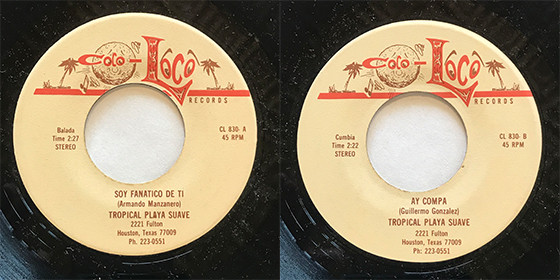 Coco-Loco
RECORDS
Balada
Time 2:27
STEREO
CL 830-A
45 RPM
SOY FANATICO DE TI
(Armando Manzanero)
TROPICAL PLAYA SUAVE
2221 Fulton
Houston, Texas 77009
Ph: 223-0551
Coco-Loco
RECORDS
Cumbia
Time 2:22
STEREO
CL 830-B
45 RPM
AY COMPA
(Guillermo Gonzalez)
TROPICAL PLAYA SUAVE
2221 Fulton
Houston, Texas 77009
Ph: 223-0551